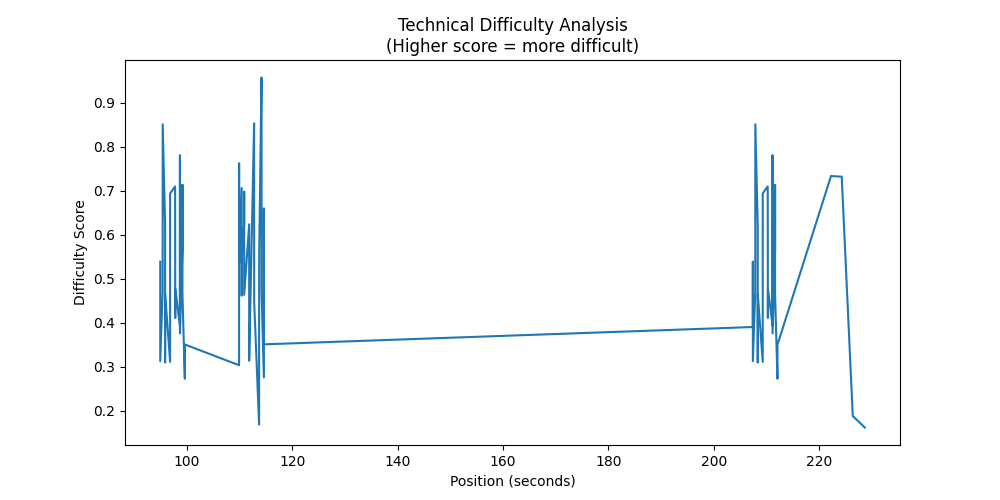 Technical Difficulty Analysis
(Higher score = more difficult)
Difficulty Score
0.9
0.8
0.7
0.6
0.5
0.4
0.3
0.2
100 120 140 160 180 200 220
Position (seconds)